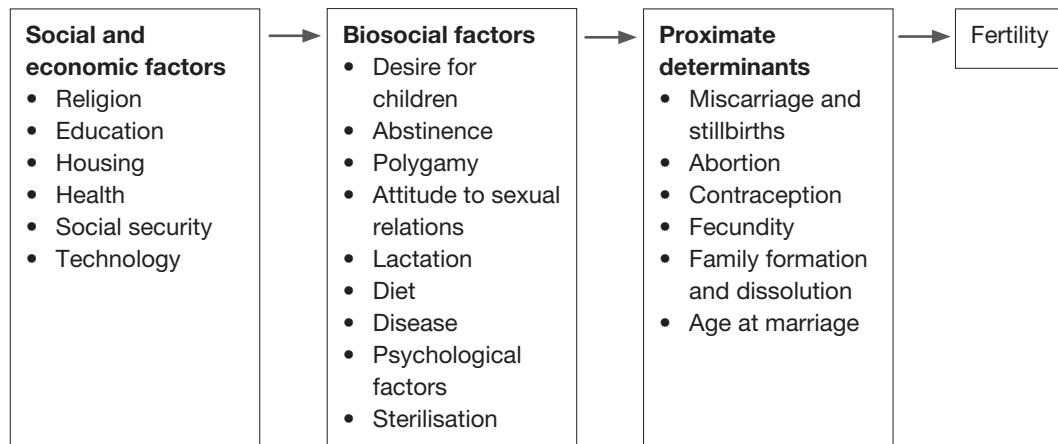 Social and
economic factors
• Religion
• Education
• Housing
• Health
• Social security
• Technology
Biosocial factors
• Desire for
children
• Abstinence
• Polygamy
• Attitude to sexual
relations
• Lactation
• Diet
• Disease
• Psychological
factors
• Sterilisation
Proximate
determinants
• Miscarriage and
stillbirths
• Abortion
• Contraception
• Fecundity
• Family formation
and dissolution
• Age at marriage
Fertility